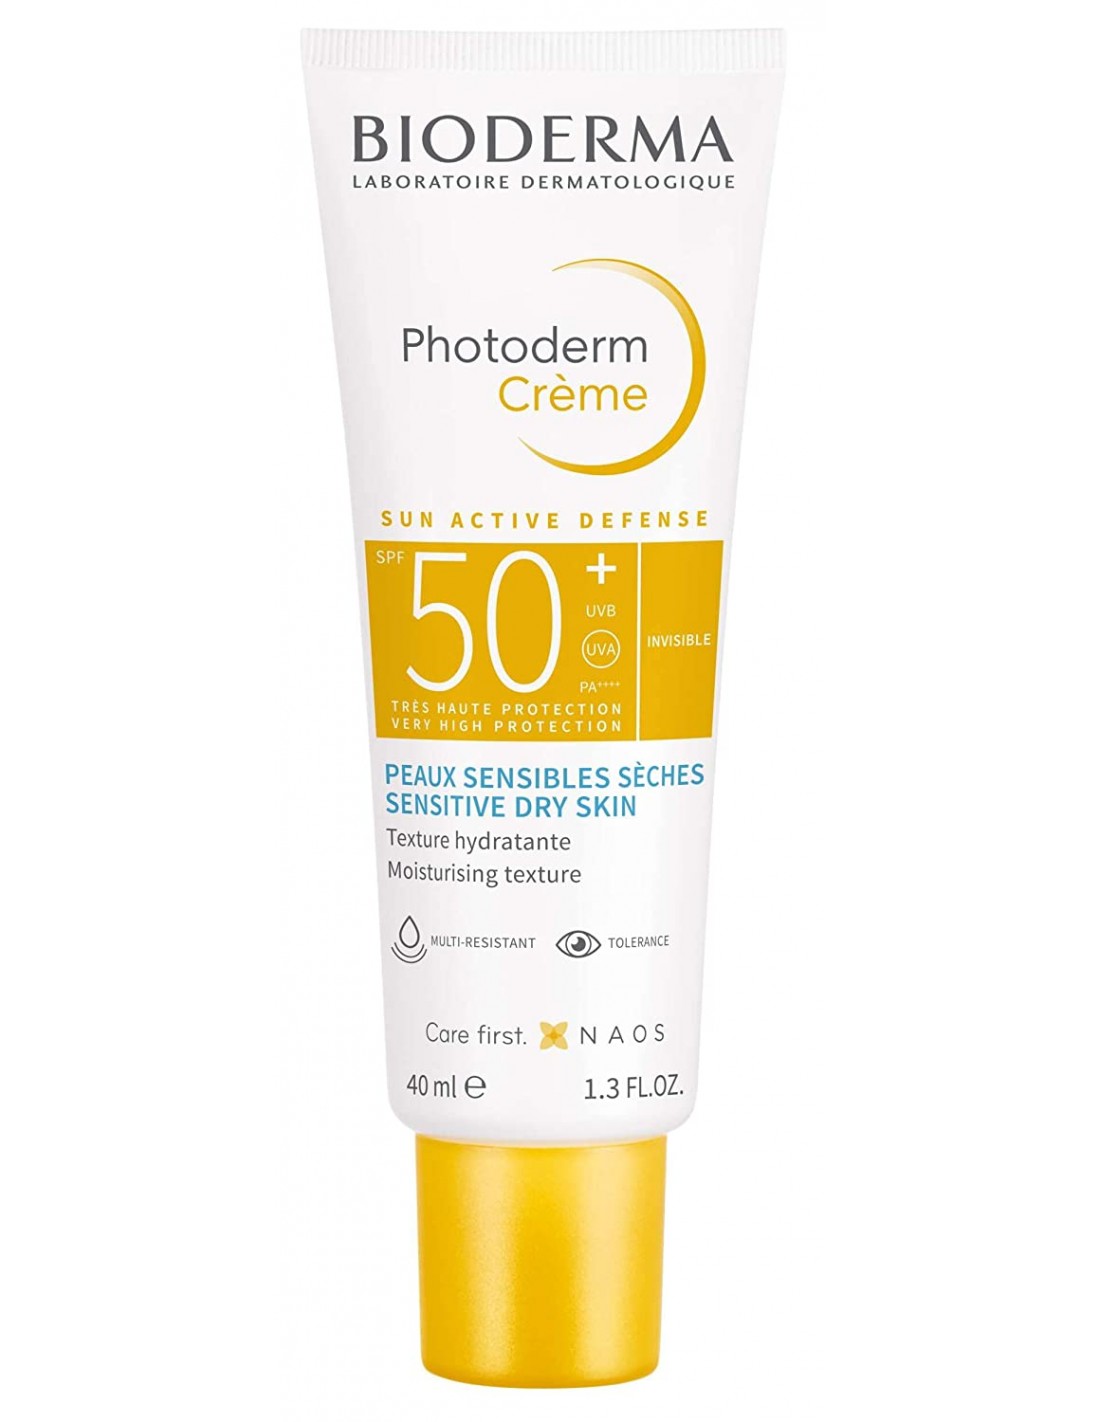 BIODERMA
LABORATOIRE DERMATOLOGIQUE
Photoderm
Crème
SUN ACTIVE DEFENSE
SPF 50+
UVB
UVA
PA++++
INVISIBLE
TRÈS HAUTE PROTECTION
VERY HIGH PROTECTION
PEAUX SENSIBLES SÈCHES
SENSITIVE DRY SKIN
Texture hydratante
Moisturising texture
MULTI-RESISTANT TOLERANCE
Care first. NAOS
40 ml ℮ 1.3 FL.OZ.